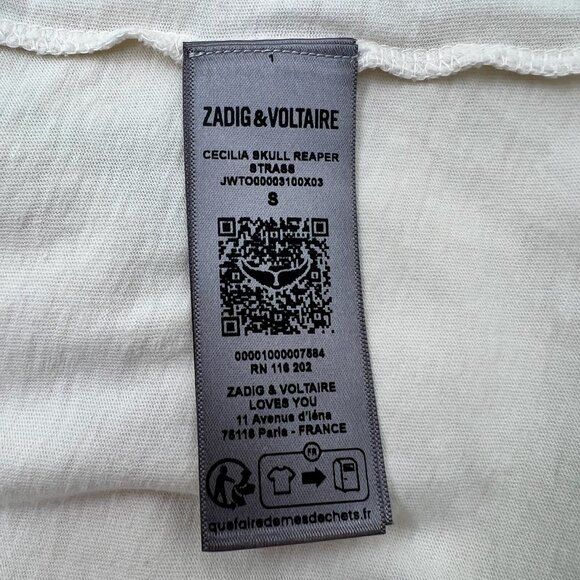 1
ZADIG & VOLTAIRE
CECILIA SKULL REAPER
STRASS
JWTO00003100X03
S
00001000007584
RN 116 202
ZADIG & VOLTAIRE
LOVES YOU
11 Avenue d'Iéna
75116 Paris - FRANCE
FR
quefairedemesdechets.fr